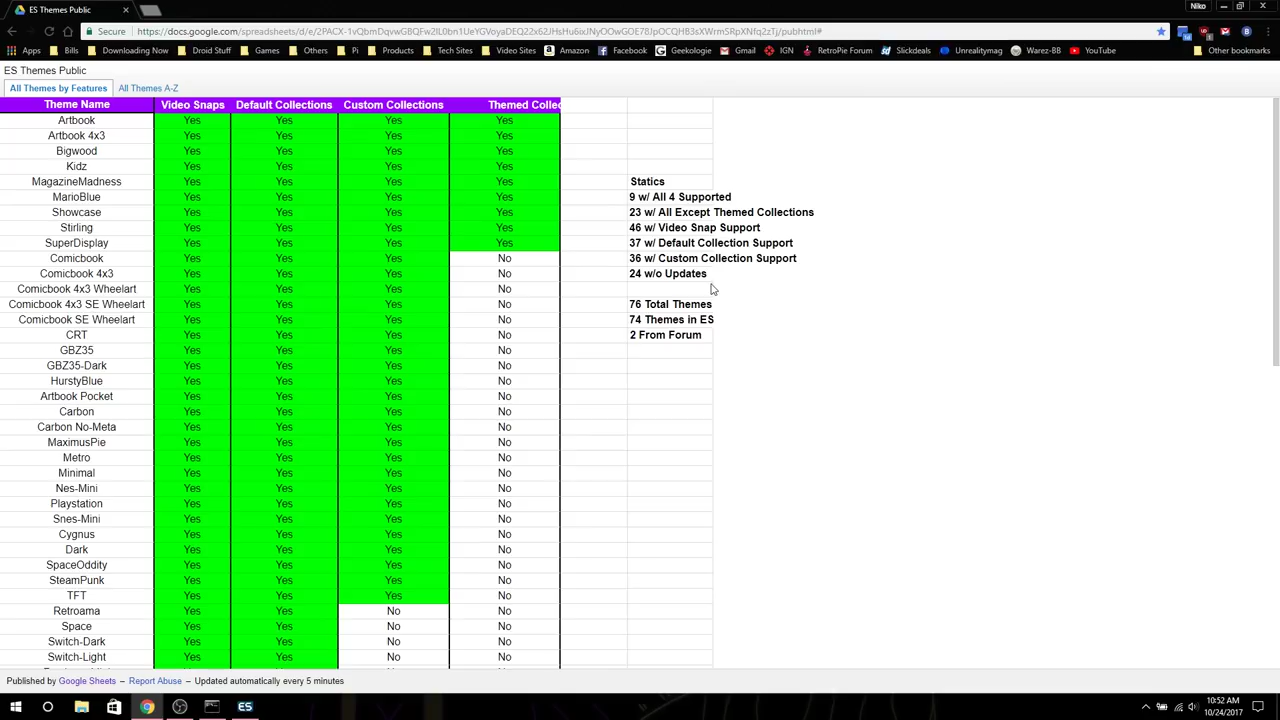 ES Themes Public
Niko
Secure
https://docs.google.com/spreadsheets/d/e/2PACX-1vQbmDqvwGBQFw2lL0bn1UeYGVoyaDEQ22x62JHsHu6ixJNyOOwGOE78JpOCQHB3sXWrmSRpXNfq2zTj/pubhtml#
Apps Bills Downloading Now Droid Stuff Games Others Pi Products Tech Sites Video Sites Amazon Facebook Geekologie Gmail IGN RetroPie Forum Slickdeals Unrealitymag Warez-BB YouTube Other bookmarks
ES Themes Public
All Themes by Features All Themes A-Z
Theme Name Video Snaps Default Collections Custom Collections Themed Collec
Artbook Yes Yes Yes Yes
Artbook 4x3 Yes Yes Yes Yes
Bigwood Yes Yes Yes Yes
Kidz Yes Yes Yes Yes
MagazineMadness Yes Yes Yes Yes Statics
MarioBlue Yes Yes Yes Yes 9 w/ All 4 Supported
Showcase Yes Yes Yes Yes 23 w/ All Except Themed Collections
Stirling Yes Yes Yes Yes 46 w/ Video Snap Support
SuperDisplay Yes Yes Yes Yes 37 w/ Default Collection Support
Comicbook Yes Yes Yes No 36 w/ Custom Collection Support
Comicbook 4x3 Yes Yes Yes No 24 w/o Updates
Comicbook 4x3 Wheelart Yes Yes Yes No
Comicbook 4x3 SE Wheelart Yes Yes Yes No 76 Total Themes
Comicbook SE Wheelart Yes Yes Yes No 74 Themes in ES
CRT Yes Yes Yes No 2 From Forum
GBZ35 Yes Yes Yes No
GBZ35-Dark Yes Yes Yes No
HurstyBlue Yes Yes Yes No
Artbook Pocket Yes Yes Yes No
Carbon Yes Yes Yes No
Carbon No-Meta Yes Yes Yes No
MaximusPie Yes Yes Yes No
Metro Yes Yes Yes No
Minimal Yes Yes Yes No
Nes-Mini Yes Yes Yes No
Playstation Yes Yes Yes No
Snes-Mini Yes Yes Yes No
Cygnus Yes Yes Yes No
Dark Yes Yes Yes No
SpaceOddity Yes Yes Yes No
SteamPunk Yes Yes Yes No
TFT Yes Yes Yes No
Retroama Yes Yes No No
Space Yes Yes No No
Switch-Dark Yes Yes No No
Switch-Light Yes Yes No No
Published by Google Sheets – Report Abuse – Updated automatically every 5 minutes
ES
10:52 AM
10/24/2017